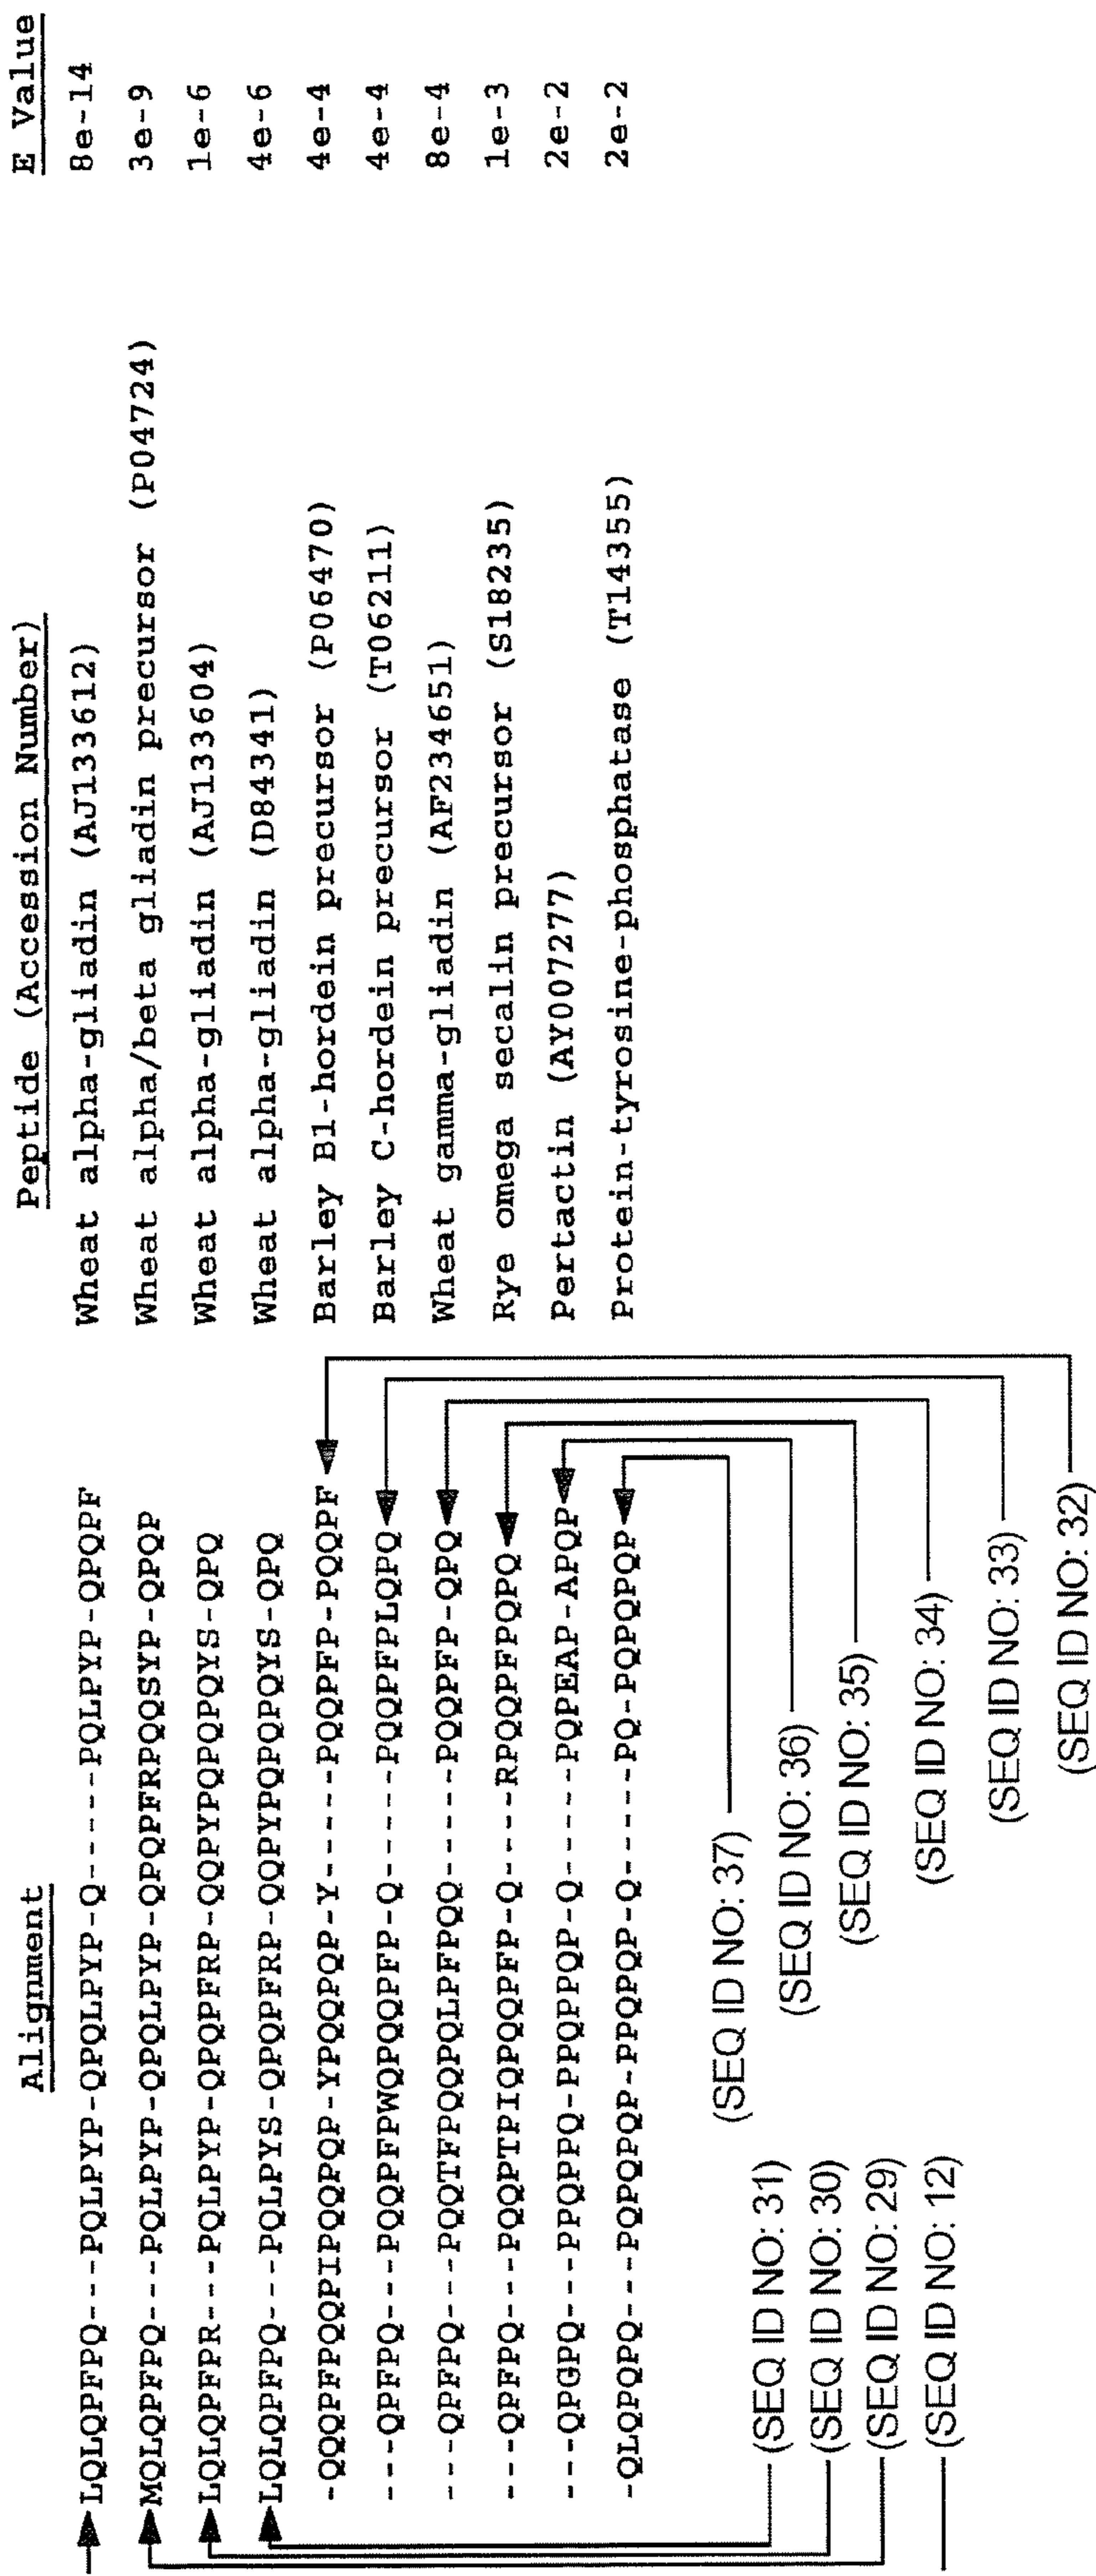 Alignment Peptide (Accession Number) E Value
LQLQPFPQ---PQLPYP-QPQLPYP-Q-----PQLPYP-QPQPF Wheat alpha-gliadin (AJ133612) 8e-14
MQLQPFPQ---PQLPYP-QPQLPYP-QPQPFRPQQSYP-QPQP Wheat alpha/beta gliadin precursor (P04724) 3e-9
LQLQPFPR---PQLPYP-QPQPFRP-QQPYPQPQPQYS-QPQ Wheat alpha-gliadin (AJ133604) 1e-6
LQLQPFPQ---PQLPYS-QPQPFRP-QQPYPQPQPQYS-QPQ Wheat alpha-gliadin (D84341) 4e-6
-QQQPFPQQPIPQQPQP-YPQQPQP-Y-----PQQPFP-PQQPF Barley B1-hordein precursor (P06470) 4e-4
---QPFPQ---PQQPFPWQPQQPFP-Q-----PQQPFPLQPQ Barley C-hordein precursor (T06211) 4e-4
---QPFPQ---PQQTFPQQPQLPFPQQ-----PQQPFP-QPQ Wheat gamma-gliadin (AF234651) 8e-4
---QPFPQ---PQQPTPIQPQQPFP-Q----RPQQPFPQPQ Rye omega secalin precursor (S18235) 1e-3
---QPGPQ---PPQPPQ-PPQPPQP-Q-----PQPEAP-APQP Pertactin (AY007277) 2e-2
-QLQPQPQ---PQPQPQP-PPQPQP-Q-----PQ-PQPQPQP Protein-tyrosine-phosphatase (T14355) 2e-2
(SEQ ID NO: 31)
(SEQ ID NO: 30)
(SEQ ID NO: 29)
(SEQ ID NO: 12)
(SEQ ID NO: 37)
(SEQ ID NO: 36)
(SEQ ID NO: 35)
(SEQ ID NO: 34)
(SEQ ID NO: 33)
(SEQ ID NO: 32)